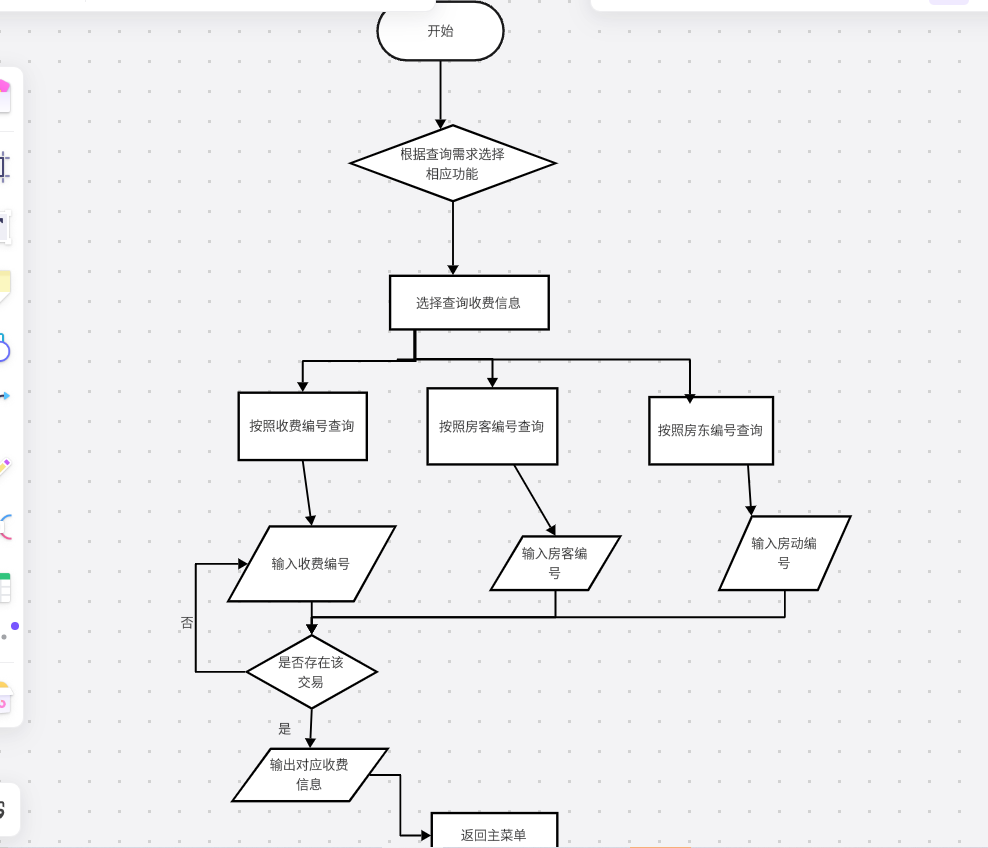 开始
根据查询需求选择
相应功能
选择查询收费信息
按照收费编号查询
按照房客编号查询
按照房东编号查询
输入收费编号
输入房客编
号
输入房动编
号
否
是否存在该
交易
是
输出对应收费
信息
返回主菜单